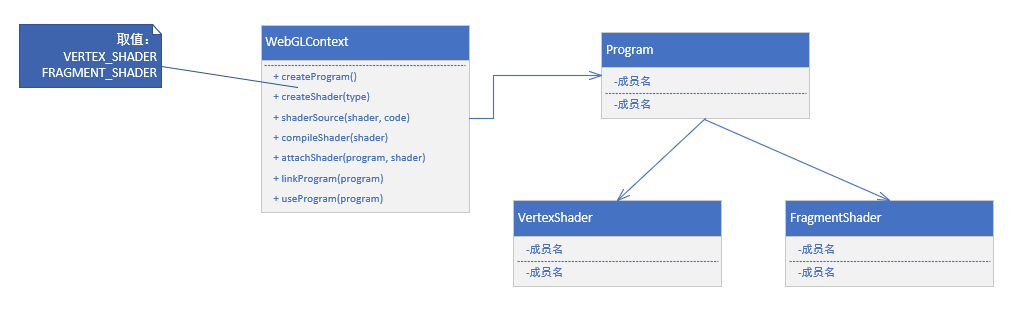 取值：
VERTEX_SHADER
FRAGMENT_SHADER
WebGLContext
+ createProgram()
+ createShader(type)
+ shaderSource(shader, code)
+ compileShader(shader)
+ attachShader(program, shader)
+ linkProgram(program)
+ useProgram(program)
Program
-成员名
-成员名
VertexShader
-成员名
-成员名
FragmentShader
-成员名
-成员名